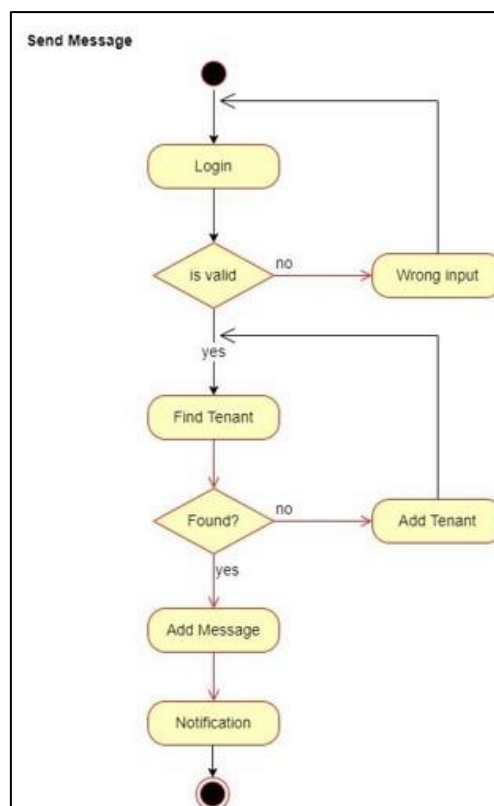 Send Message
Login
is valid
no
Wrong input
yes
Find Tenant
Found?
no
Add Tenant
yes
Add Message
Notification